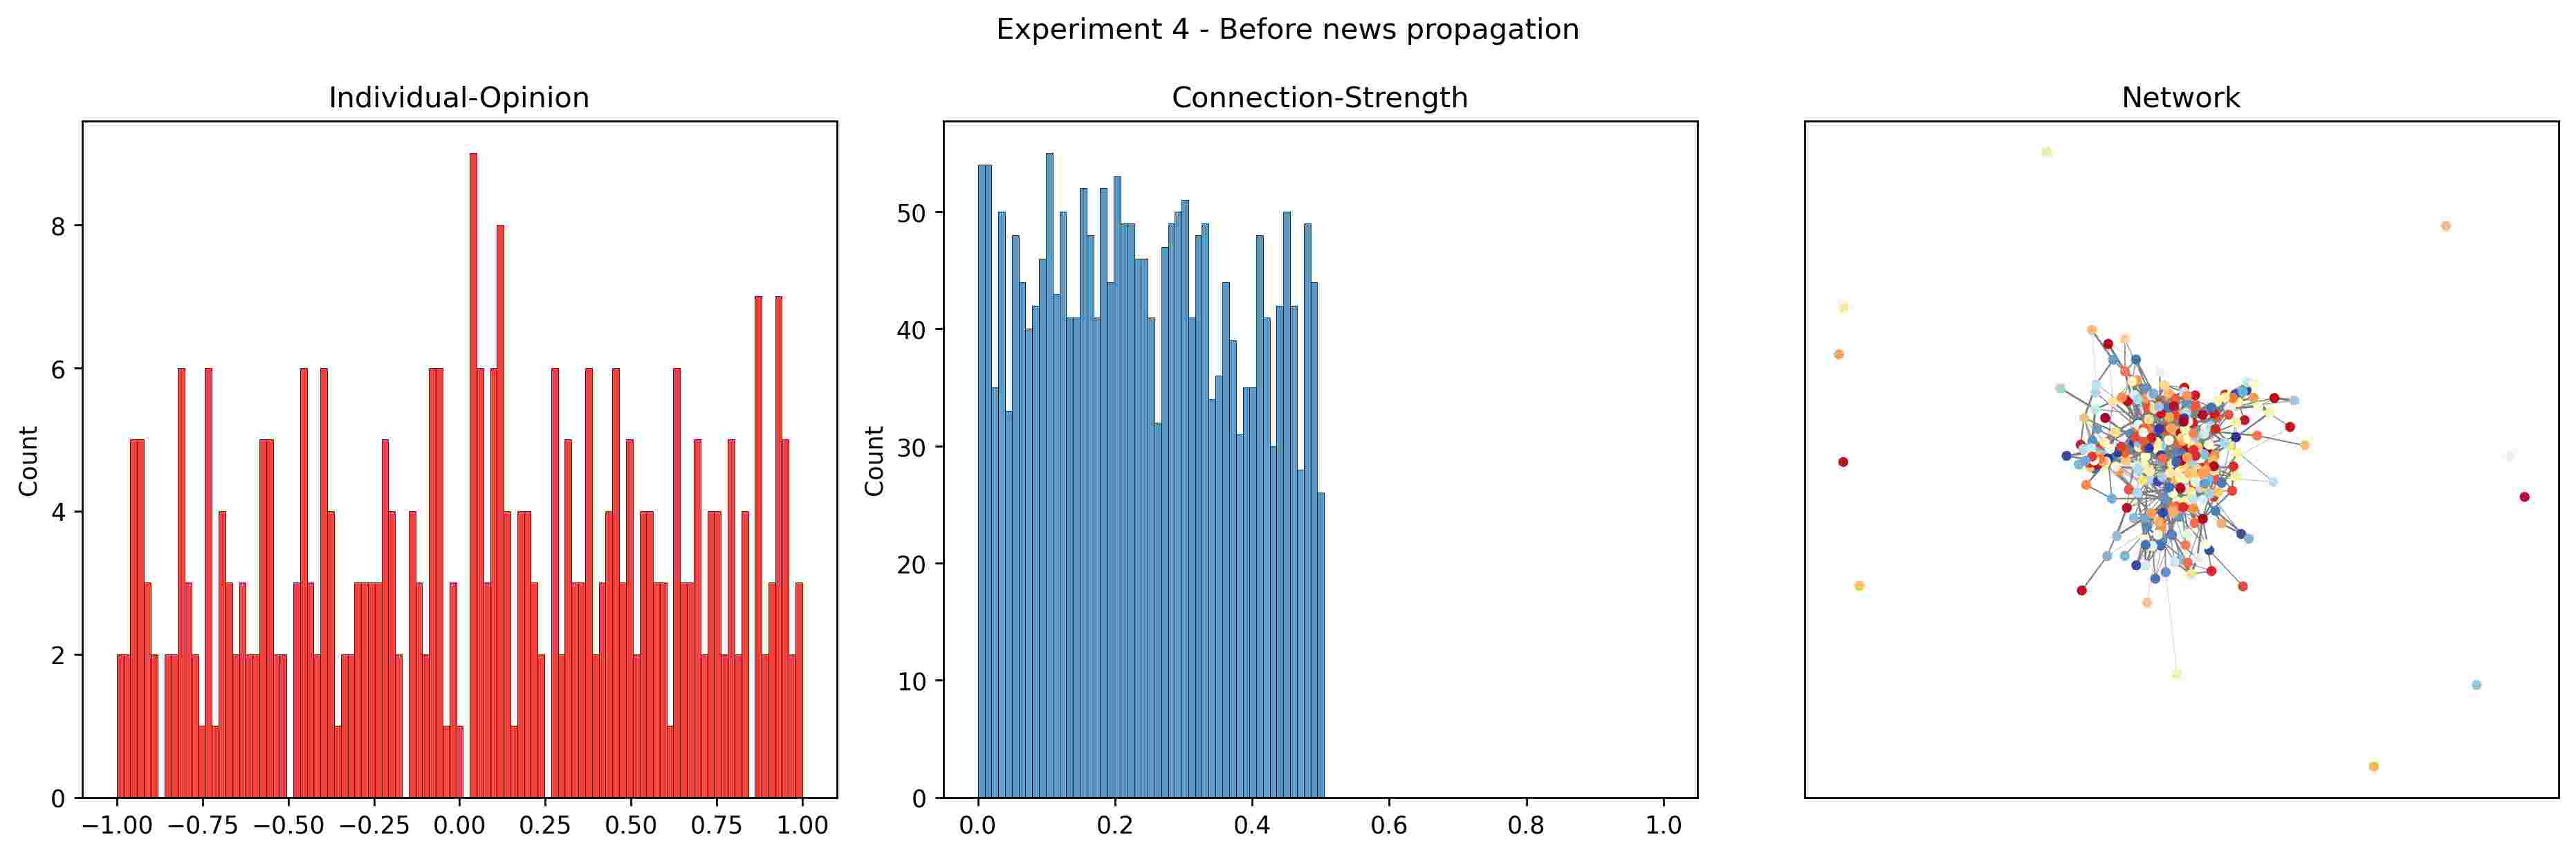 Experiment 4 - Before news propagation
Individual-Opinion
Count
0
2
4
6
8
−1.00 −0.75 −0.50 −0.25 0.00 0.25 0.50 0.75 1.00
Connection-Strength
Count
0
10
20
30
40
50
0.0 0.2 0.4 0.6 0.8 1.0
Network